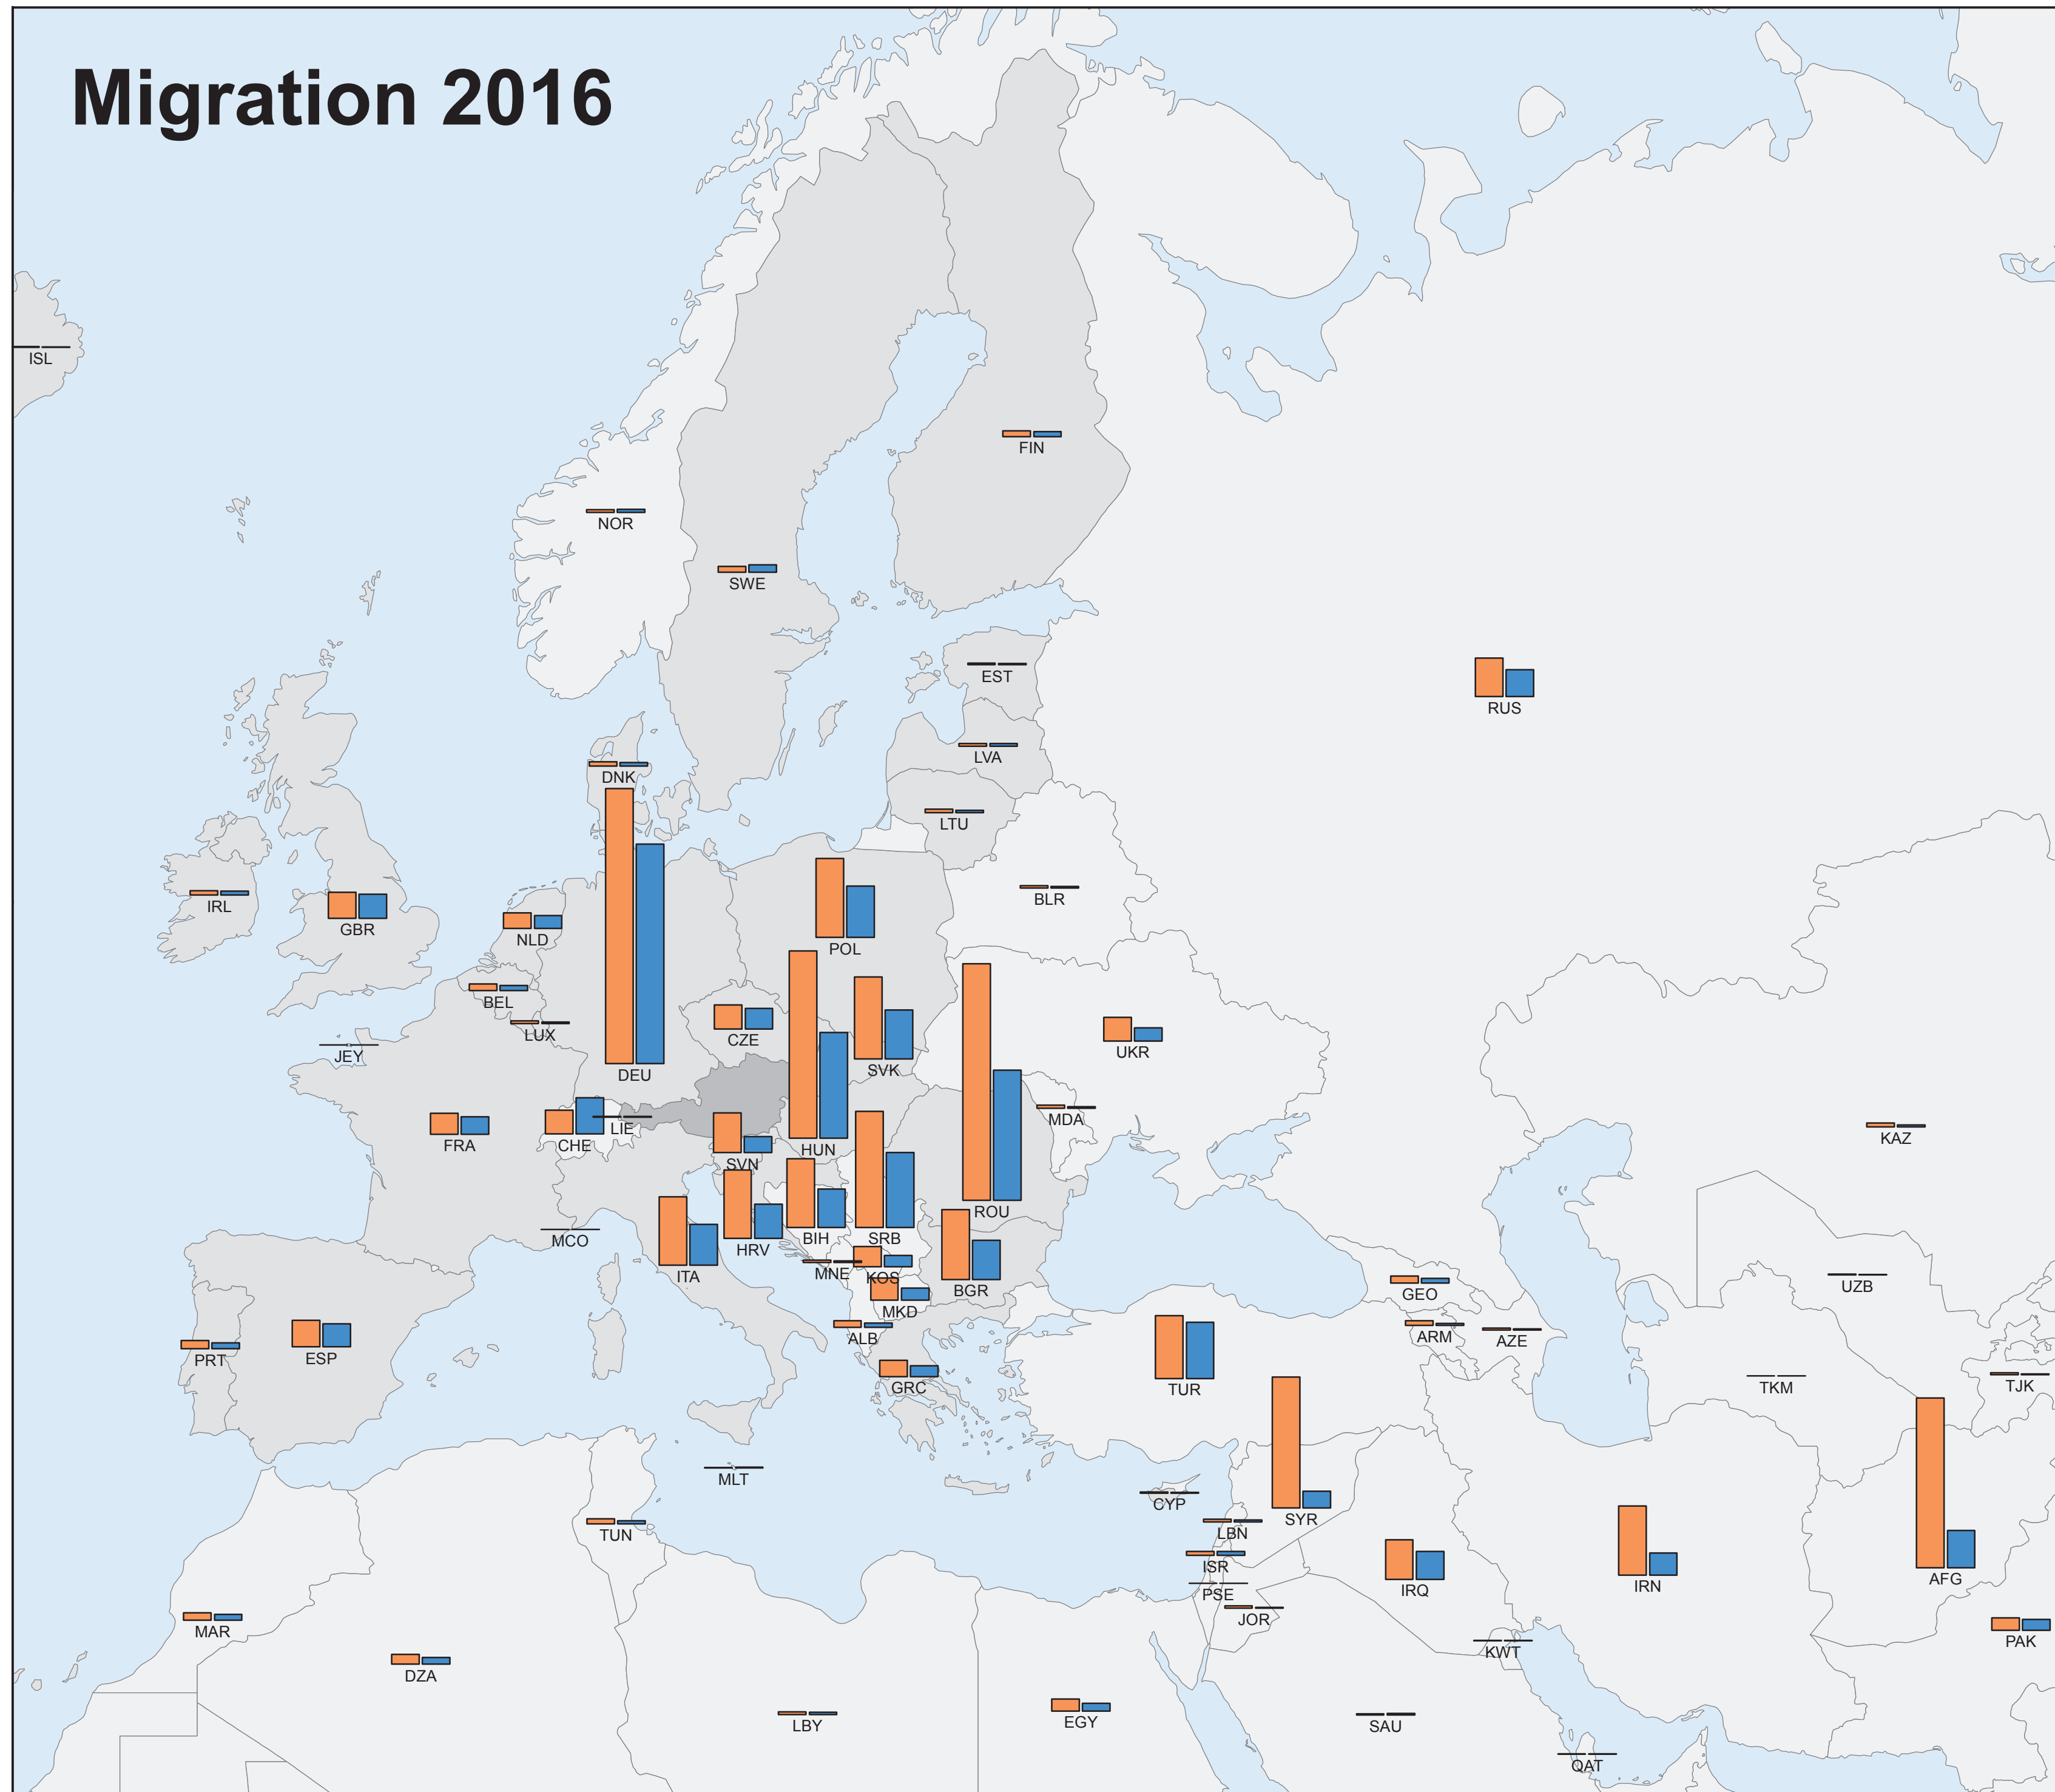 Migration 2016
ISL
FIN
NOR
SWE
EST
RUS
LVA
DNK
LTU
BLR
IRL
GBR
NLD
POL
BEL
LUX
CZE
UKR
JEY
SVK
DEU
MDA
LIE
KAZ
FRA
CHE
HUN
SVN
ROU
MCO
HRV
BIH
SRB
ITA
MNE
KOS
BGR
UZB
GEO
MKD
ALB
ARM
AZE
PRT
ESP
GRC
TUR
TKM
TJK
MLT
CYP
SYR
TUN
LBN
ISR
AFG
IRN
IRQ
PSE
JOR
MAR
PAK
KWT
DZA
EGY
LBY
SAU
QAT